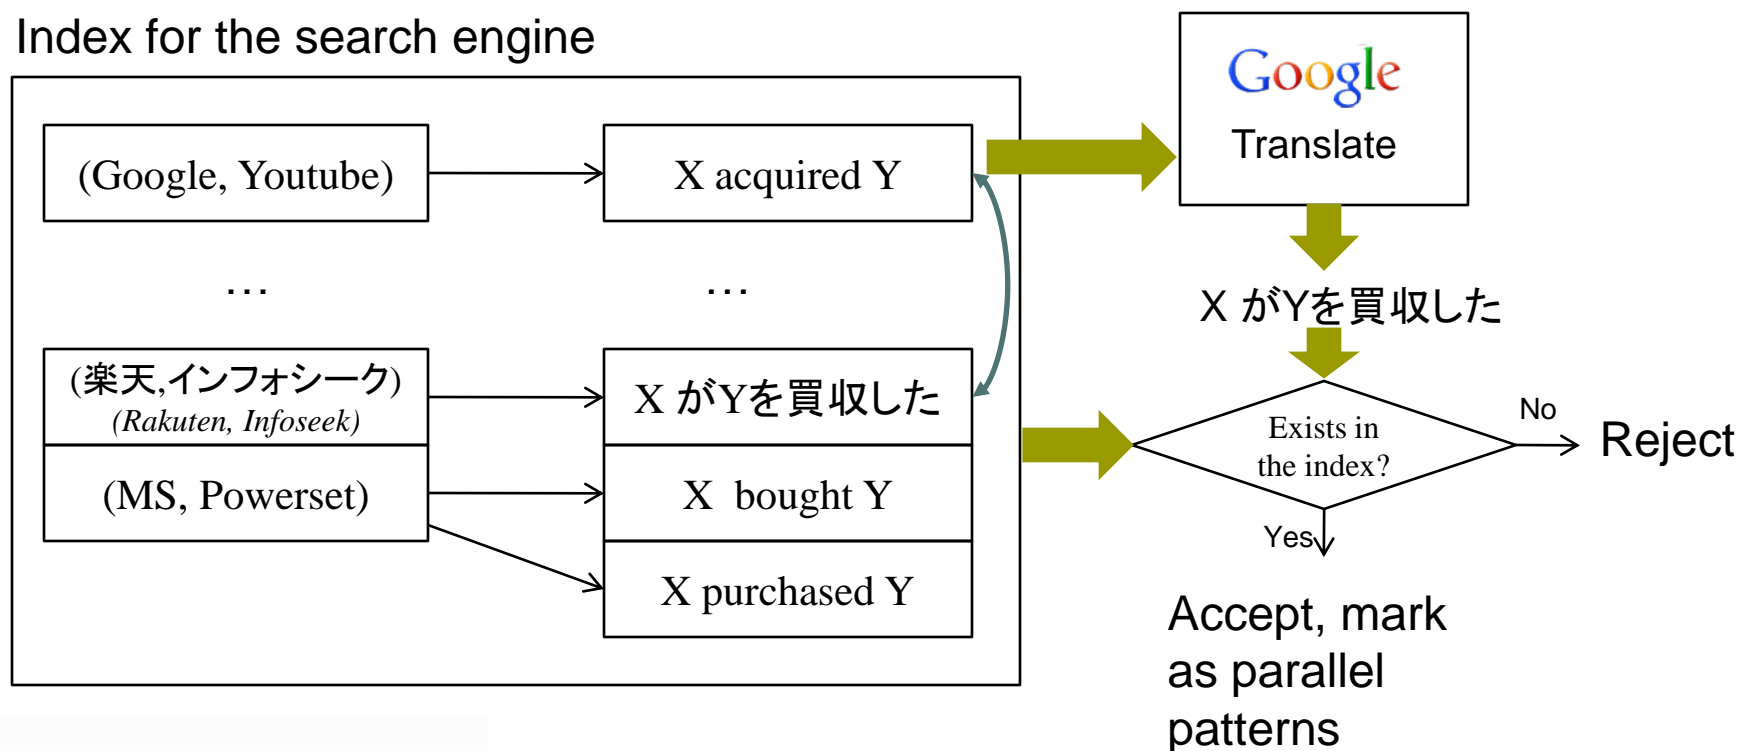 Index for the search engine
(Google, Youtube)
X acquired Y
…
…
(楽天,インフォシーク)
(Rakuten, Infoseek)
X がYを買収した
(MS, Powerset)
X bought Y
X purchased Y
Google
Translate
X がYを買収した
Exists in
the index?
No
Reject
Yes
Accept, mark
as parallel
patterns